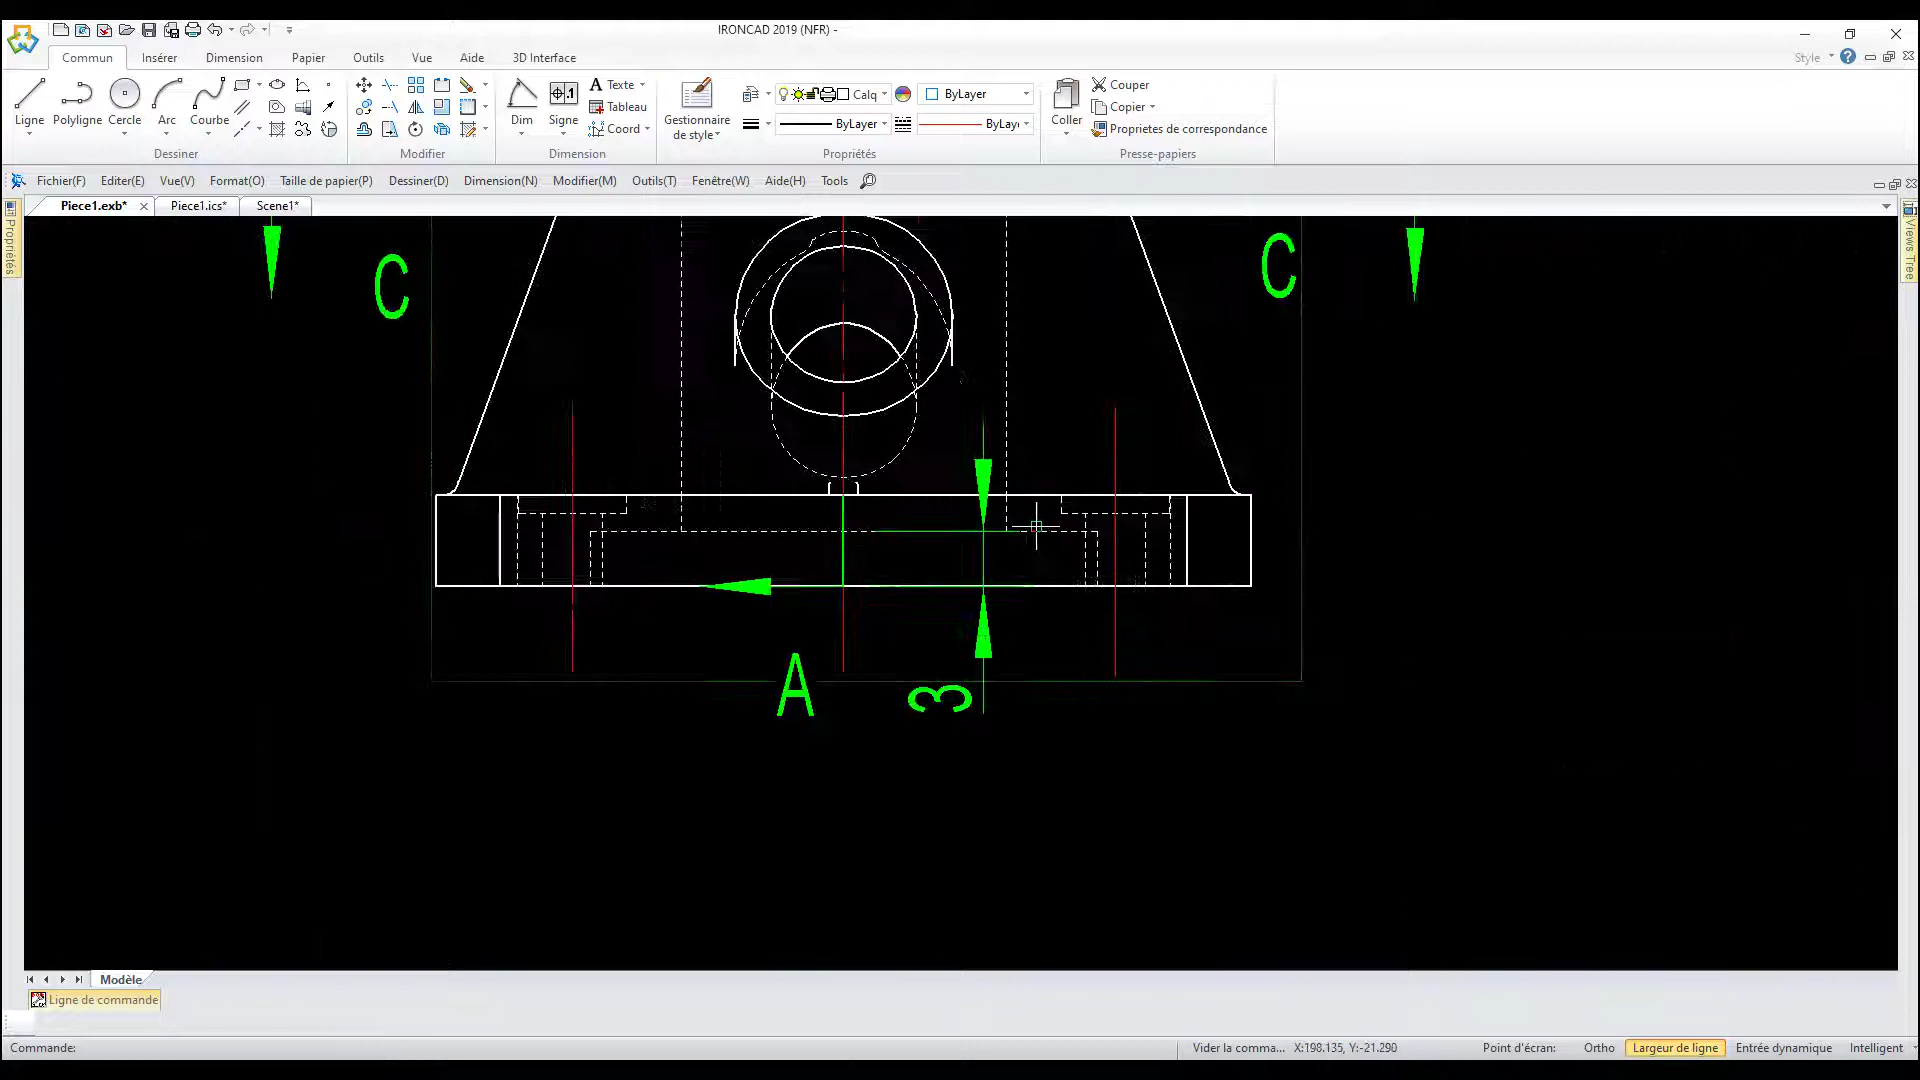 IRONCAD 2019 (NFR) -
Commun Insérer Dimension Papier Outils Vue Aide 3D Interface
Style
Ligne Polyligne Cercle Arc Courbe
Dessiner
Modifier
Dim Signe
Texte
Tableau
Coord
Dimension
Gestionnaire
de style
Calq
ByLayer
ByLayer
ByLay
Propriétés
Coller
Couper
Copier
Proprietes de correspondance
Presse-papiers
Fichier(F) Editer(E) Vue(V) Format(O) Taille de papier(P) Dessiner(D) Dimension(N) Modifier(M) Outils(T) Fenêtre(W) Aide(H) Tools
Piece1.exb* Piece1.ics* Scene1*
Propriétés
Views Tree
C
C
A
3
Modèle
Ligne de commande
Commande:
Vider la comma... X:198.135, Y:-21.290
Point d'écran: Ortho Largeur de ligne Entrée dynamique Intelligent